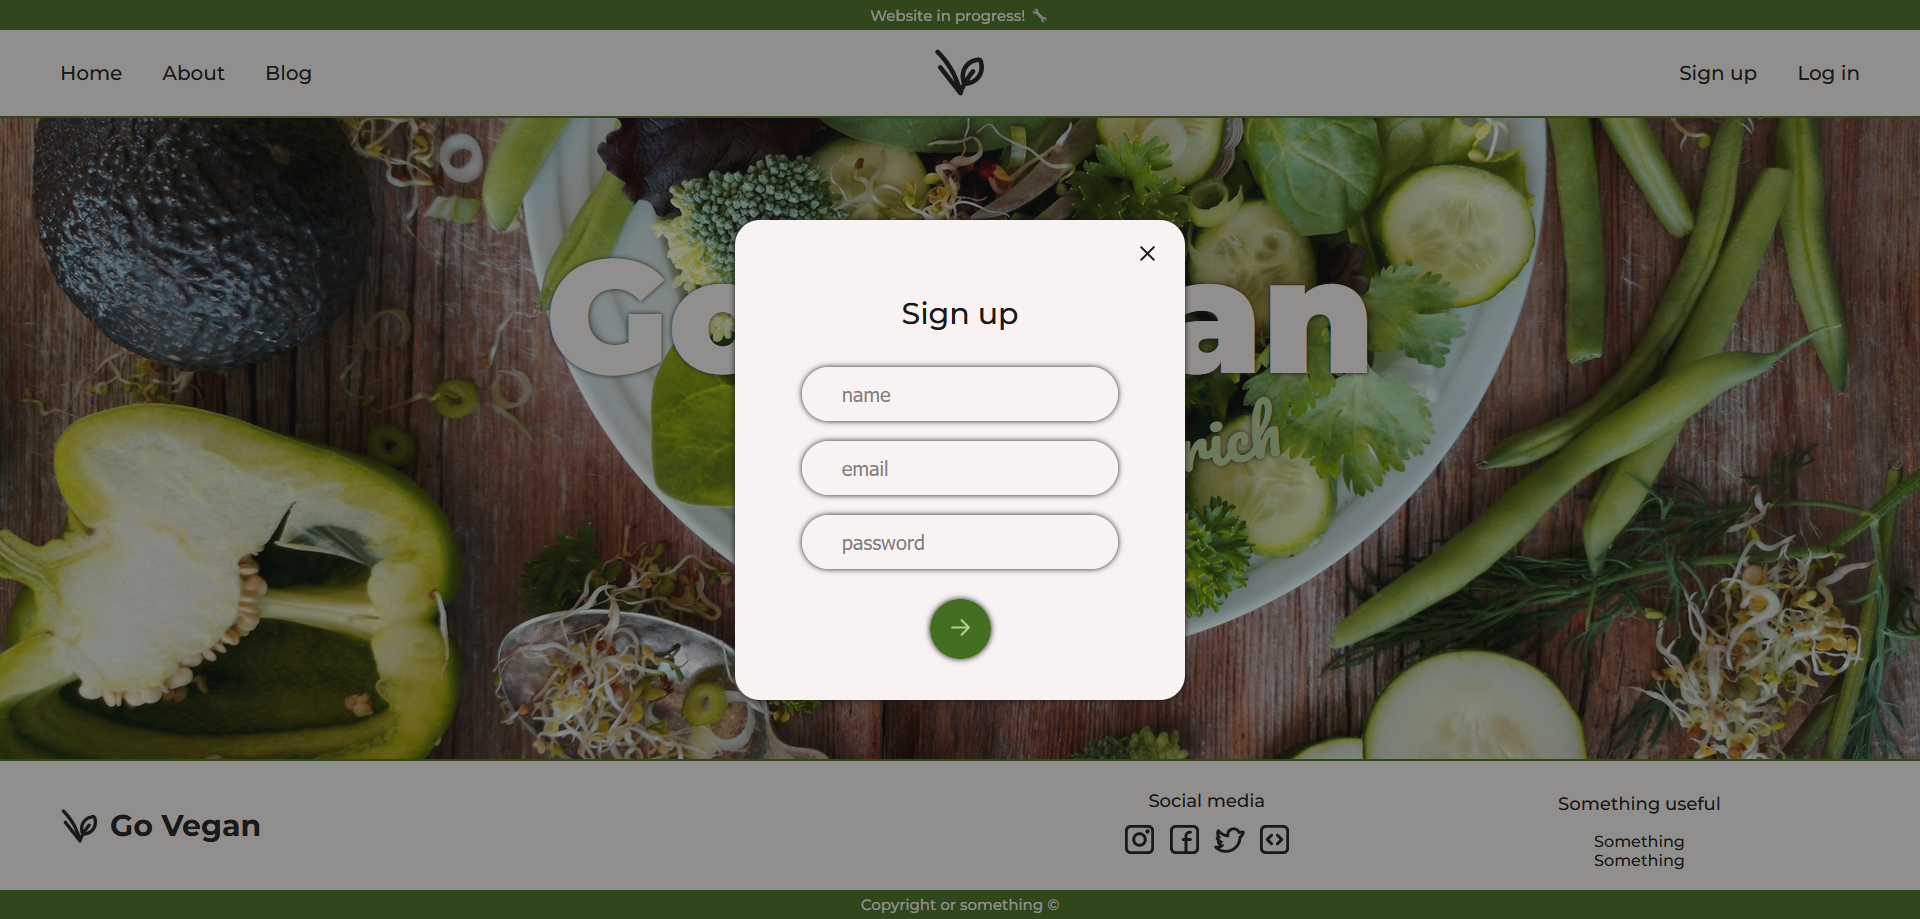 Website in progress!
Home About Blog Sign up Log in
Go an
rich
Sign up
name
email
password
Go Vegan
Social media
Something useful
Something
Something
Copyright or something ©